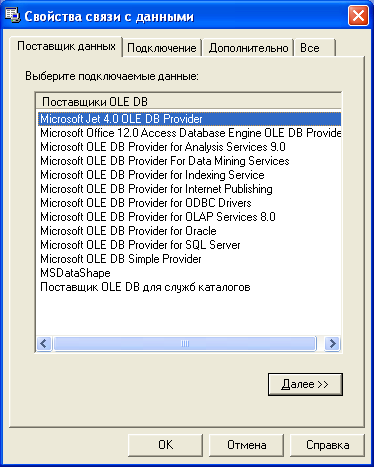 Свойства связи с данными
Поставщик данных Подключение Дополнительно Все
Выберите подключаемые данные:
Поставщики OLE DB
Microsoft Jet 4.0 OLE DB Provider
Microsoft Office 12.0 Access Database Engine OLE DB Provide
Microsoft OLE DB Provider for Analysis Services 9.0
Microsoft OLE DB Provider For Data Mining Services
Microsoft OLE DB Provider for Indexing Service
Microsoft OLE DB Provider for Internet Publishing
Microsoft OLE DB Provider for ODBC Drivers
Microsoft OLE DB Provider for OLAP Services 8.0
Microsoft OLE DB Provider for Oracle
Microsoft OLE DB Provider for SQL Server
Microsoft OLE DB Simple Provider
MSDataShape
Поставщик OLE DB для служб каталогов
Далее >>
OK Отмена Справка